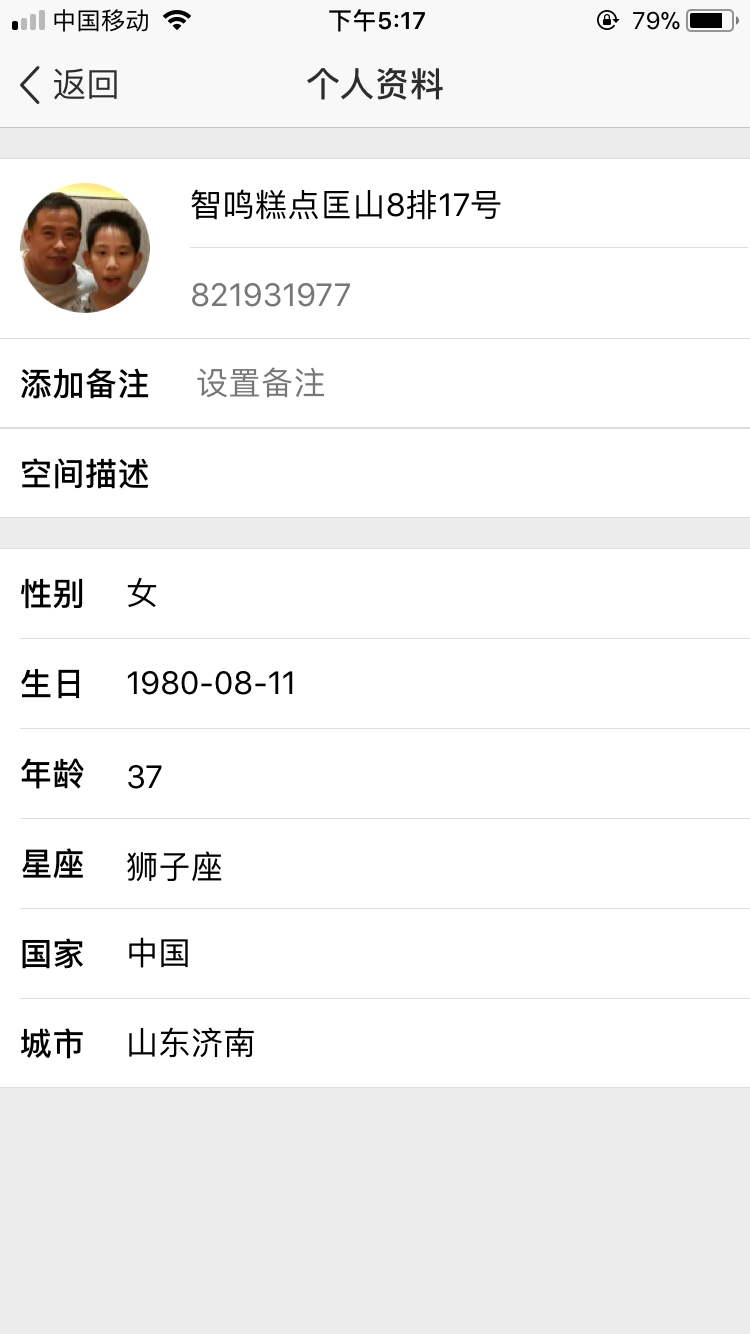 中国移动 下午5:17 79%
返回 个人资料
智鸣糕点匡山8排17号
821931977
添加备注 设置备注
空间描述
性别 女
生日 1980-08-11
年龄 37
星座 狮子座
国家 中国
城市 山东济南